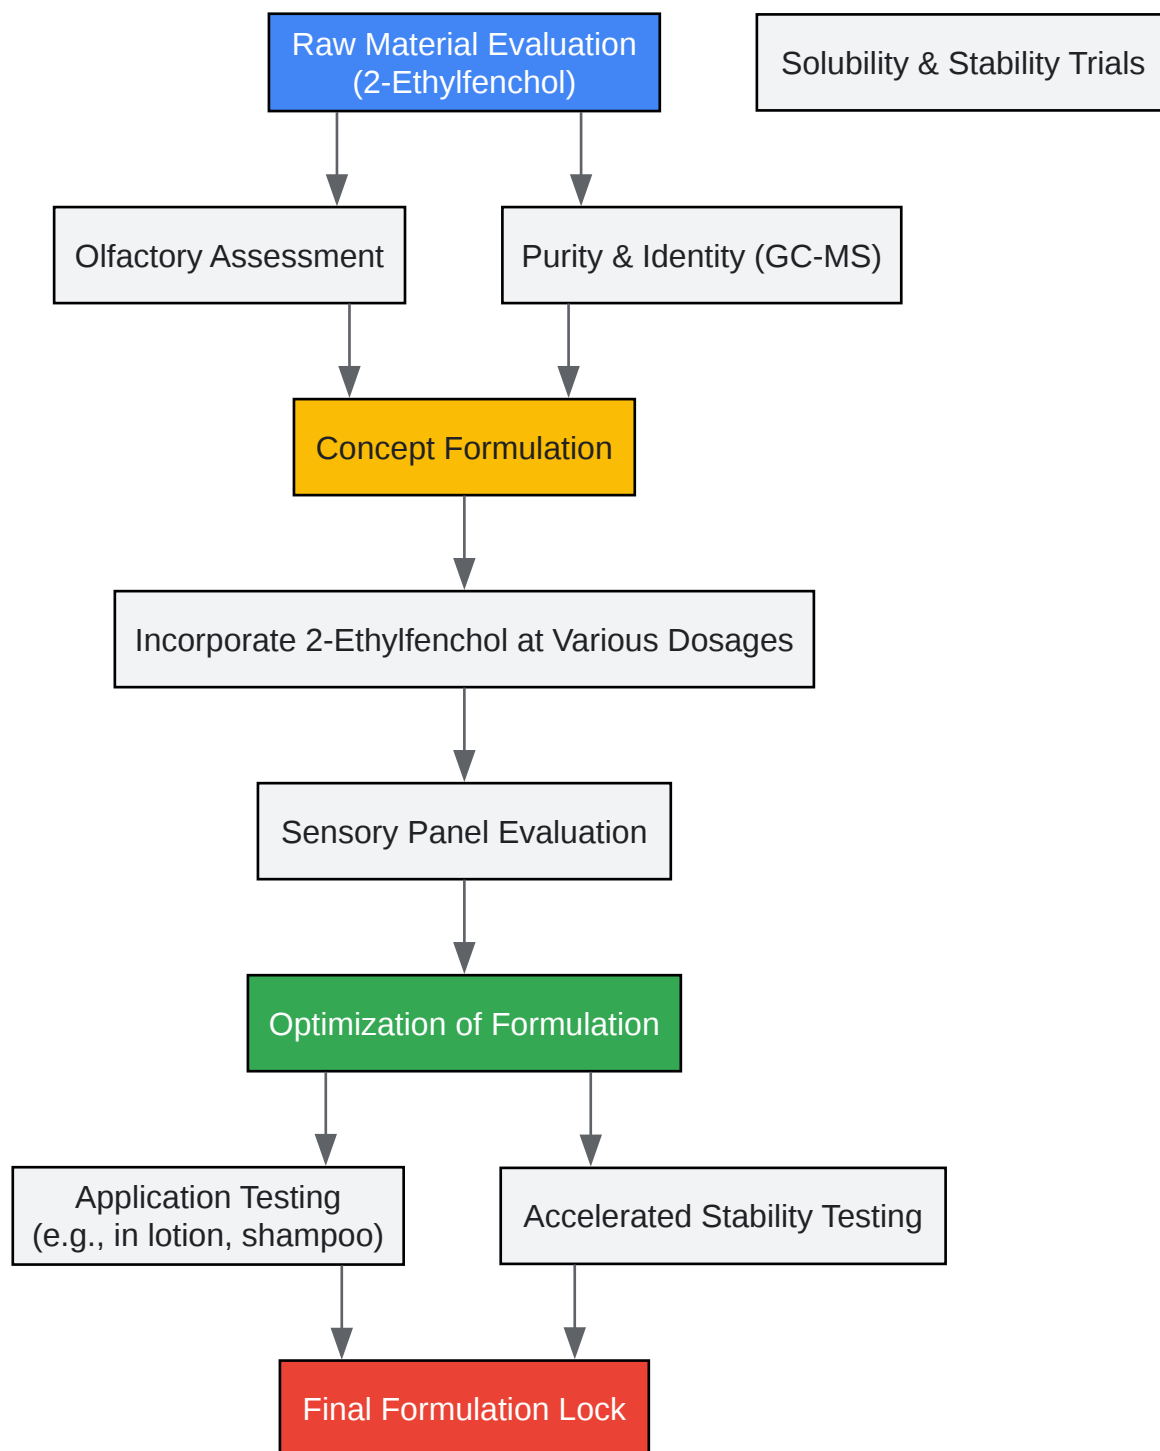 Raw Material Evaluation
(2-Ethylfenchol)
Solubility & Stability Trials
Olfactory Assessment
Purity & Identity (GC-MS)
Concept Formulation
Incorporate 2-Ethylfenchol at Various Dosages
Sensory Panel Evaluation
Optimization of Formulation
Application Testing
(e.g., in lotion, shampoo)
Accelerated Stability Testing
Final Formulation Lock